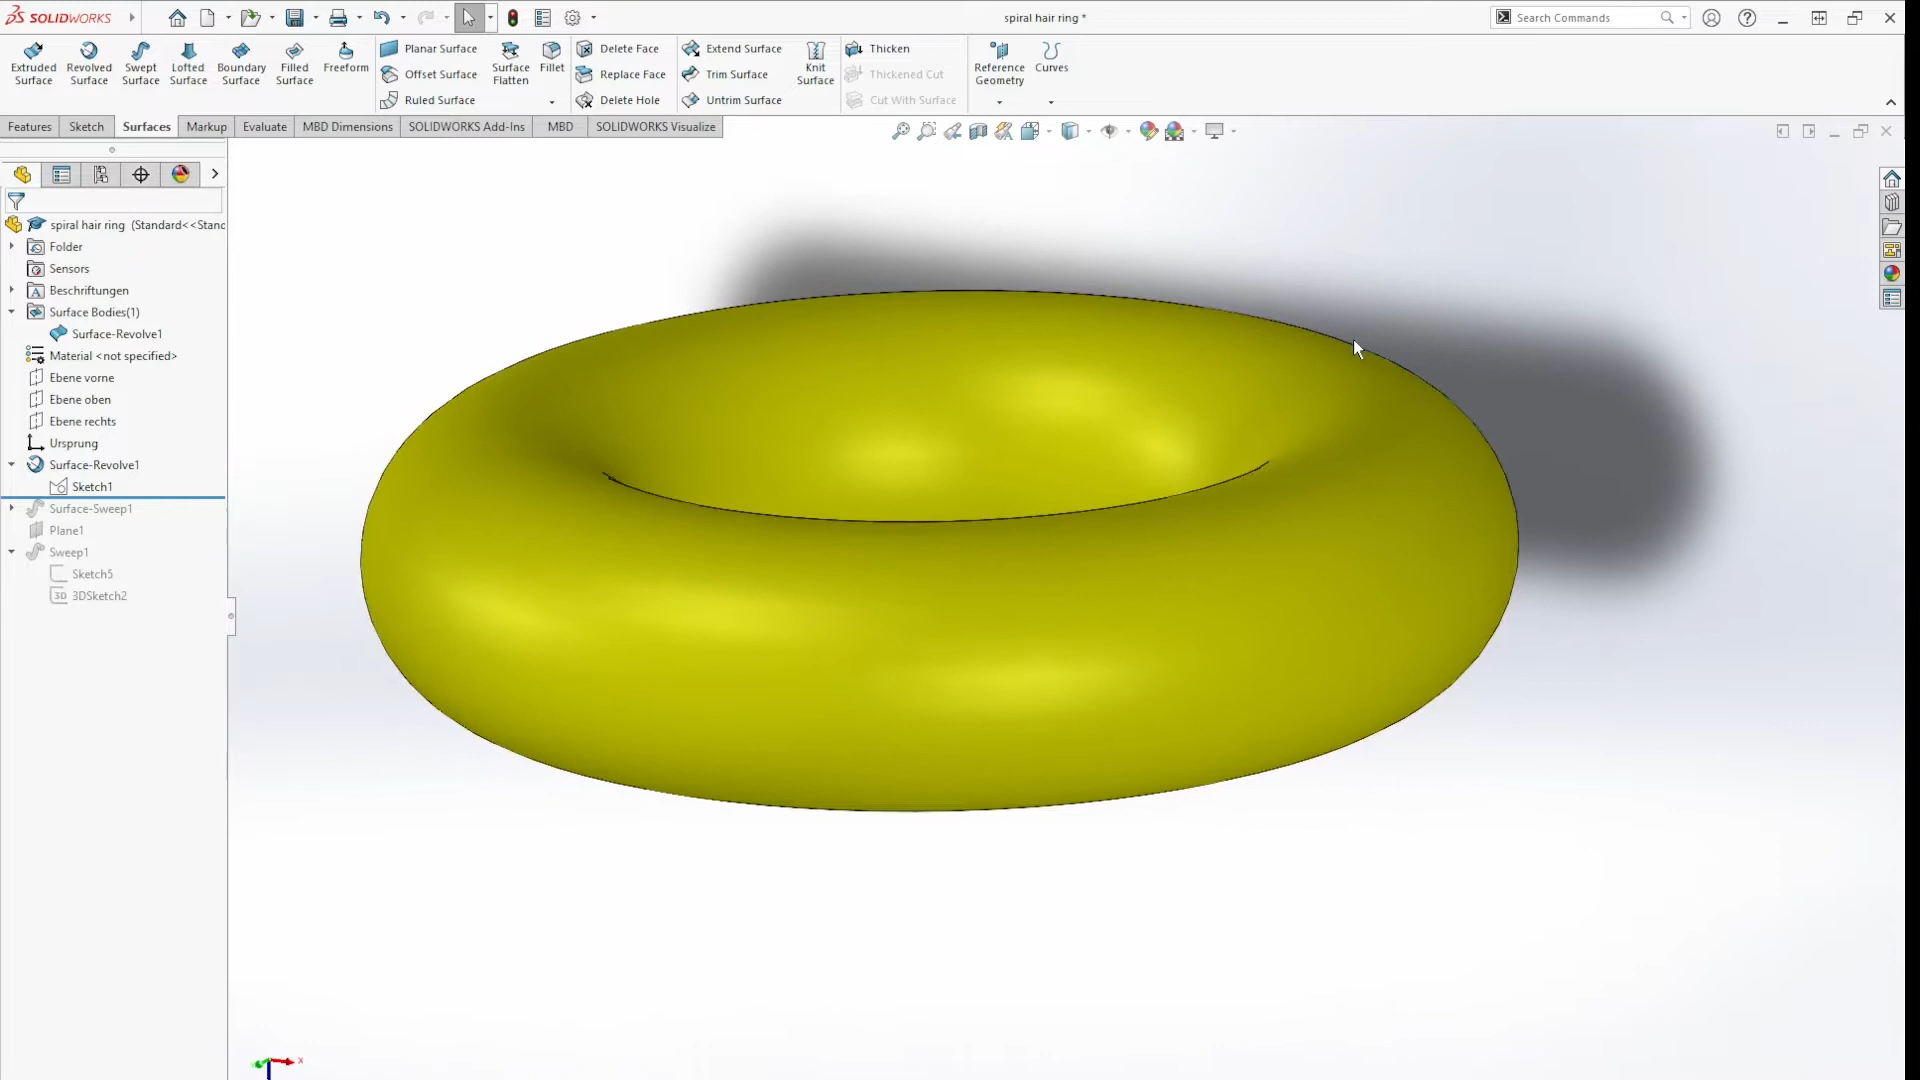 SOLIDWORKS
spiral hair ring *
Search Commands
Extruded Surface
Revolved Surface
Swept Surface
Lofted Surface
Boundary Surface
Filled Surface
Freeform
Planar Surface
Offset Surface
Ruled Surface
Surface Flatten
Fillet
Delete Face
Replace Face
Delete Hole
Extend Surface
Trim Surface
Untrim Surface
Knit Surface
Thicken
Thickened Cut
Cut With Surface
Reference Geometry
Curves
Features
Sketch
Surfaces
Markup
Evaluate
MBD Dimensions
SOLIDWORKS Add-Ins
MBD
SOLIDWORKS Visualize
spiral hair ring (Standard<<Stanc
Folder
Sensors
Beschriftungen
Surface Bodies(1)
Surface-Revolve1
Material <not specified>
Ebene vorne
Ebene oben
Ebene rechts
Ursprung
Surface-Revolve1
Sketch1
Surface-Sweep1
Plane1
Sweep1
Sketch5
3D 3DSketch2
x